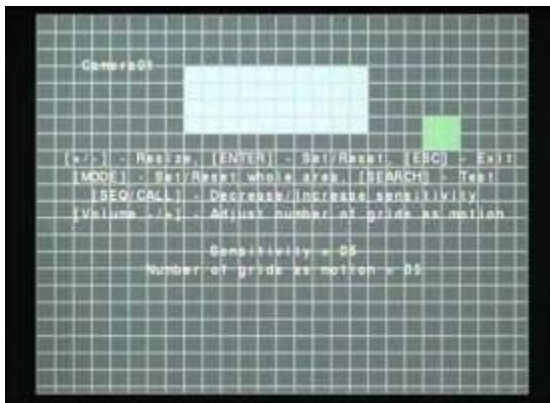 Camera01
[+/-] - Resize, [ENTER] - Set/Reset, [ESC] - Exit
[MODE] - Set/Reset whole area, [SEARCH] - Test
[SEQ/CALL] - Decrease/Increase sensitivity
[Volume -/+] - Adjust number of grids as motion
Sensitivity = 05
Number of grids as motion = 05